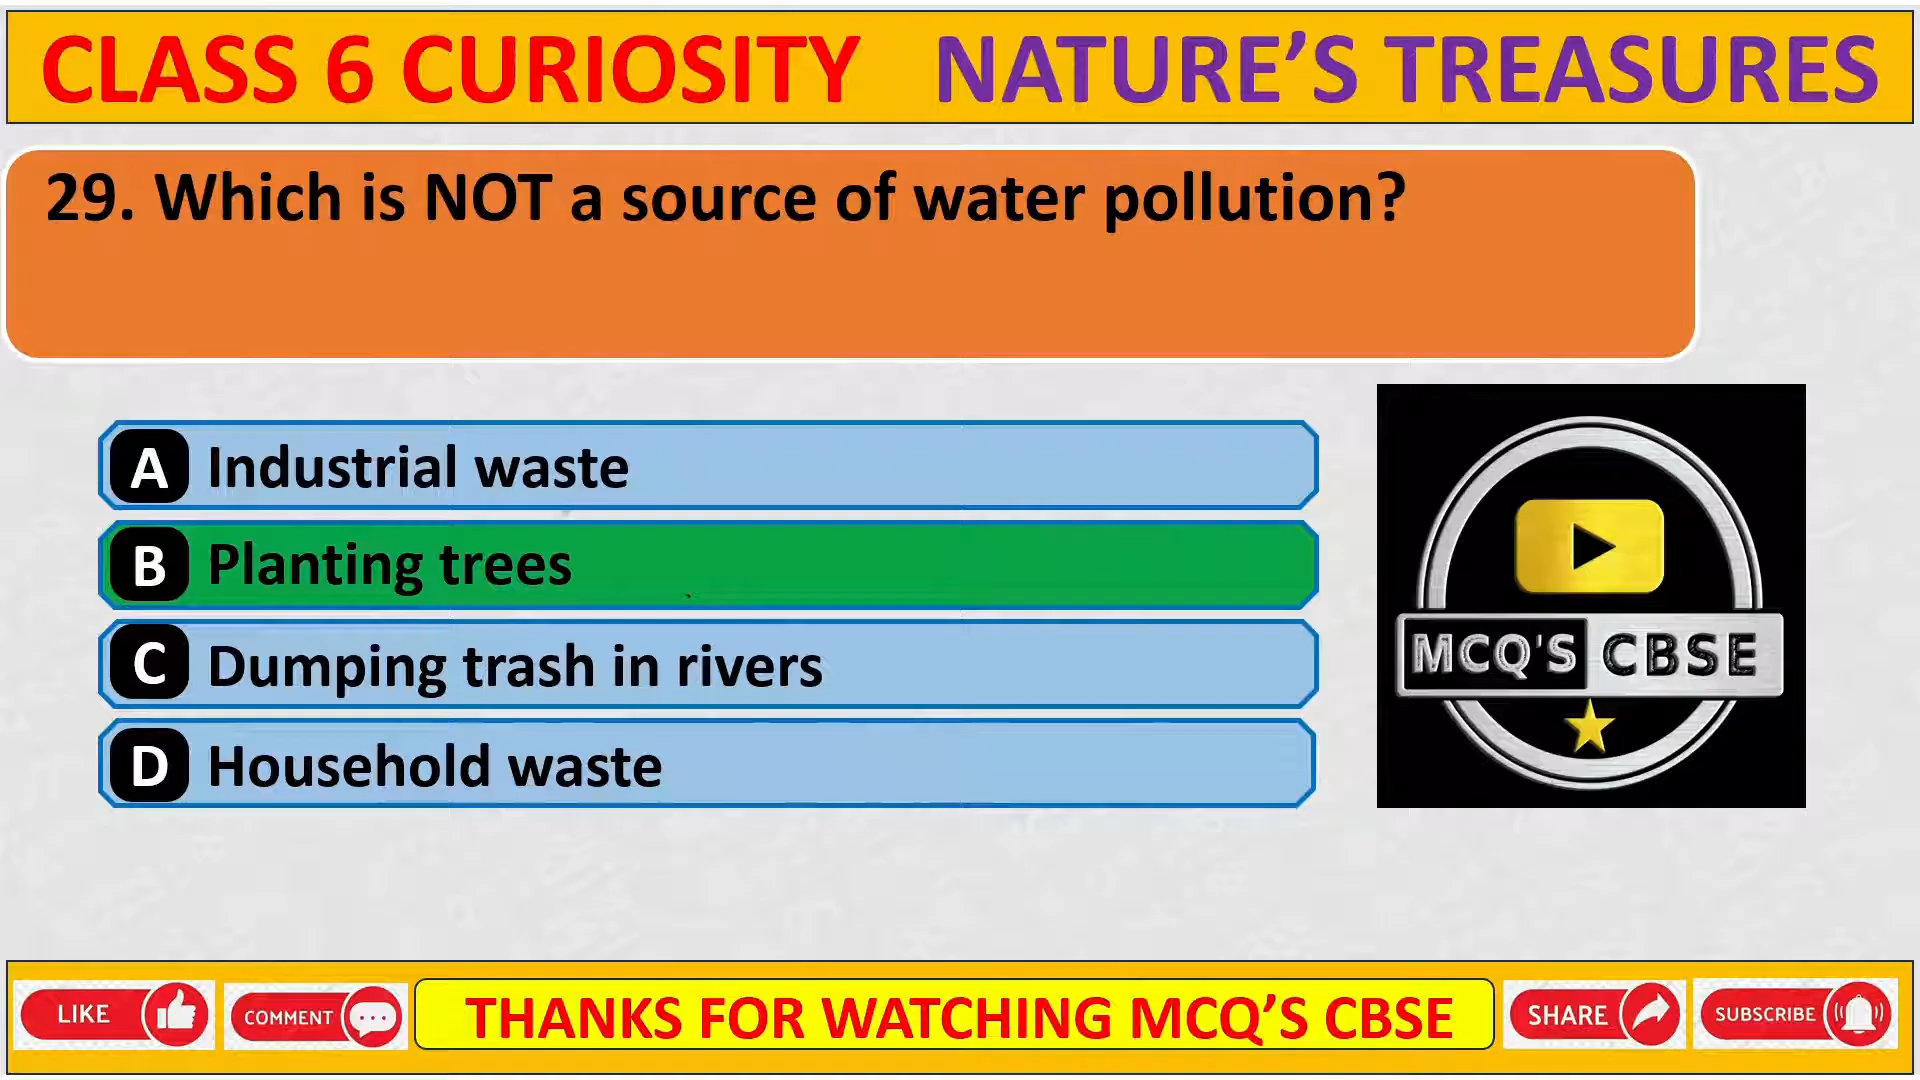 CLASS 6 CURIOSITY NATURE’S TREASURES
29. Which is NOT a source of water pollution?
A Industrial waste
B Planting trees
C Dumping trash in rivers
D Household waste
MCQ'S CBSE
LIKE COMMENT THANKS FOR WATCHING MCQ’S CBSE SHARE SUBSCRIBE